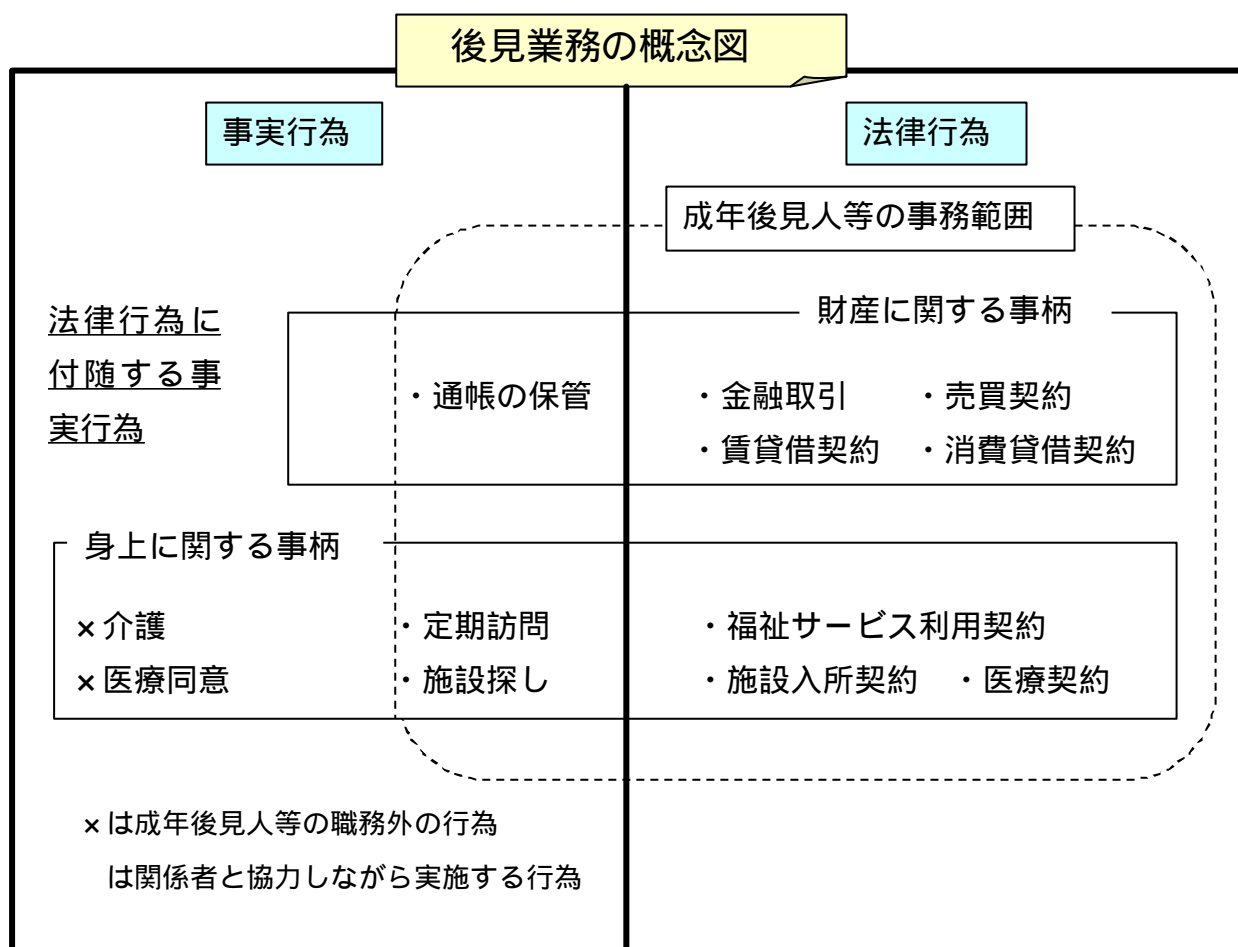 後見業務の概念図
事実行為
法律行為
成年後見人等の事務範囲
法律行為に
付随する事
実行為
財産に関する事柄
・通帳の保管
・金融取引 ・売買契約
・賃貸借契約 ・消費貸借契約
身上に関する事柄
×介護
×医療同意
・定期訪問
・施設探し
・福祉サービス利用契約
・施設入所契約 ・医療契約
×は成年後見人等の職務外の行為
は関係者と協力しながら実施する行為